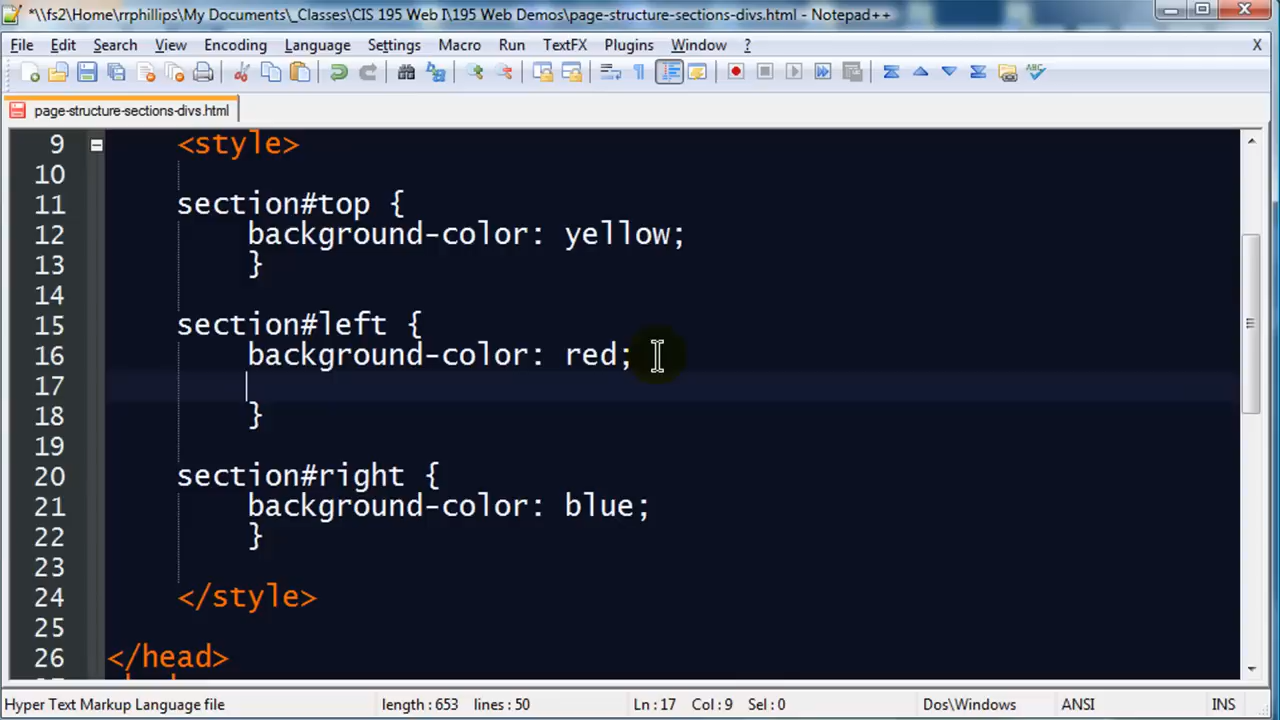 *\\fs2\Home\rrphillips\My Documents\_Classes\CIS 195 Web I\195 Web Demos\page-structure-sections-divs.html - Notepad++
File Edit Search View Encoding Language Settings Macro Run TextFX Plugins Window ? X
page-structure-sections-divs.html
9 <style>
10
11 section#top {
12 background-color: yellow;
13 }
14
15 section#left {
16 background-color: red;
17
18 }
19
20 section#right {
21 background-color: blue;
22 }
23
24 </style>
25
26 </head>
Hyper Text Markup Language file length : 653 lines : 50 Ln : 17 Col : 9 Sel : 0 Dos\Windows ANSI INS